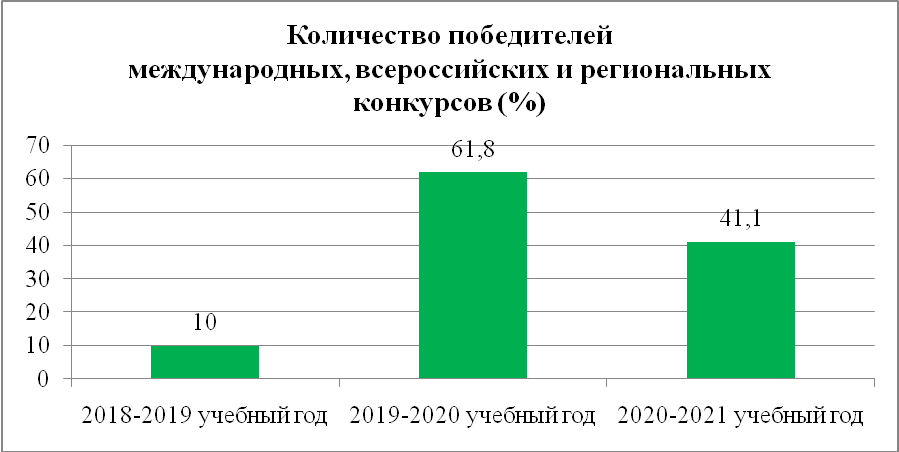 Количество победителей
международных, всероссийских и региональных
конкурсов (%)
70
60
50
40
30
20
10
0
10
61,8
41,1
2018-2019 учебный год
2019-2020 учебный год
2020-2021 учебный год